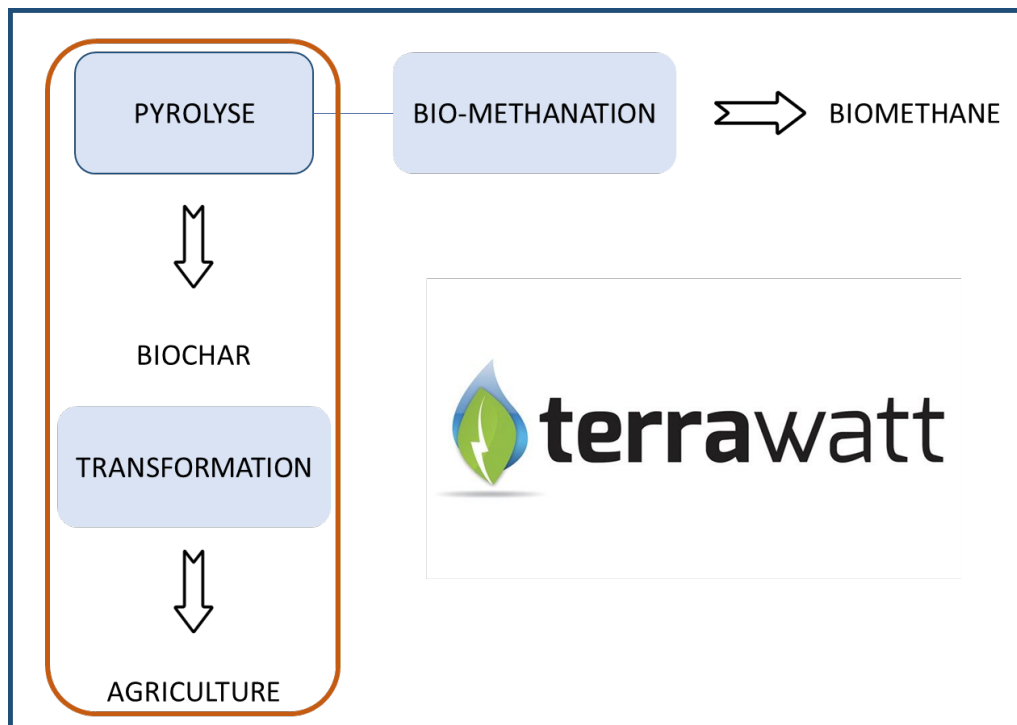 PYROLYSE
BIO-METHANATION
BIOMETHANE
BIOCHAR
TRANSFORMATION
terrawatt
AGRICULTURE